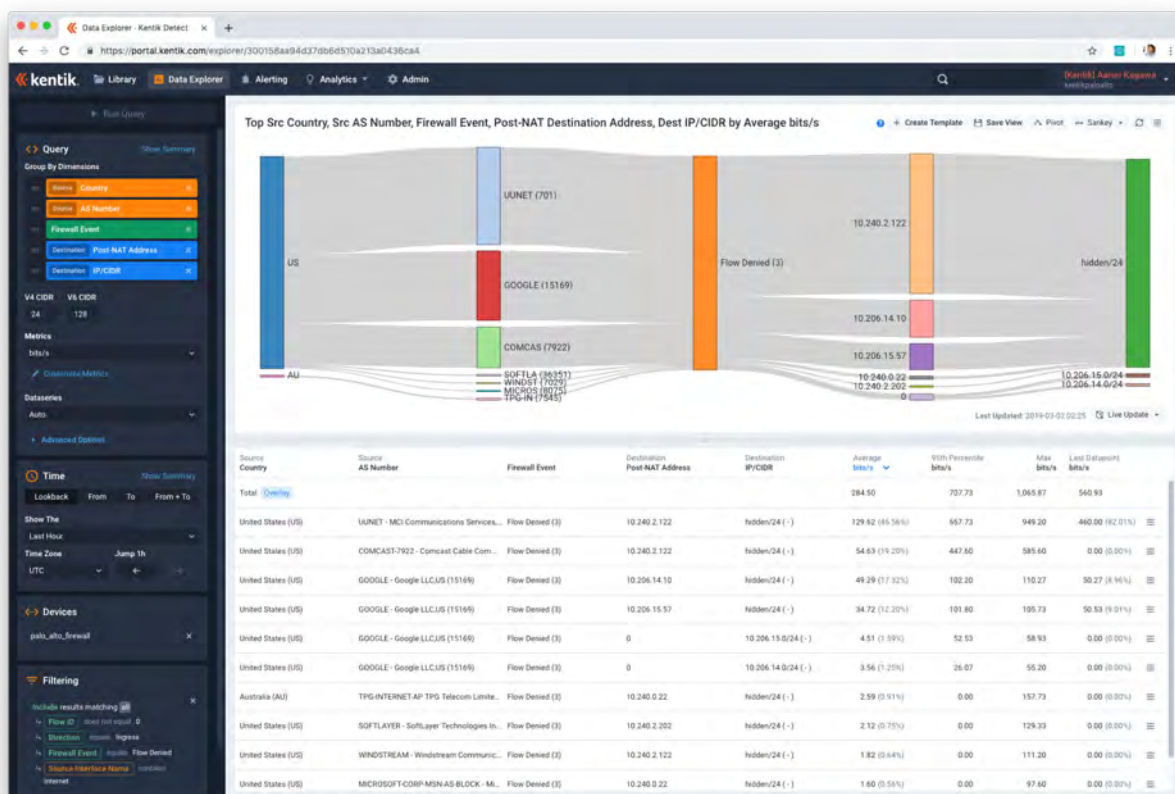 Data Explorer - Kentik Detect × +
https://portal.kentik.com/explorer/300158aa94d37db6d510a213a0436ca4
kentik. Library Data Explorer Alerting Analytics Admin
[Kentik] Aaron Kagawa
kentikpaloalto
Run Query
Query Show Summary
Group By Dimensions
Source Country
Source AS Number
Firewall Event
Destination Post-NAT Address
Destination IP/CIDR
V4 CIDR V6 CIDR
24 128
Metrics
bits/s
Customize Metrics
Dataseries
Auto
Advanced Options
Time Show Summary
Lookback From To From + To
Show The
Last Hour
Time Zone Jump 1h
UTC
Devices
palo_alto_firewall
Filtering
Include results matching all
Flow ID does not equal 0
Direction equals Ingress
Firewall Event equals Flow Denied
Source Interface Name contains
internet
Top Src Country, Src AS Number, Firewall Event, Post-NAT Destination Address, Dest IP/CIDR by Average bits/s
+ Create Template Save View Pivot Sankey
US
AU
UUNET (701)
GOOGLE (15169)
COMCAS (7922)
SOFTLA (36351)
WINDST (7029)
MICROS (8075)
TPG-IN (7545)
Flow Denied (3)
10.240.2.122
10.206.14.10
10.206.15.57
10.240.0.22
10.240.2.202
0
hidden/24
10.206.15.0/24
10.206.14.0/24
Last Updated: 2019-03-02 02:25 Live Update
Source Country Source AS Number Firewall Event Destination Post-NAT Address Destination IP/CIDR Average bits/s 95th Percentile bits/s Max bits/s Last Datapoint bits/s
Total Overlay 284.50 707.73 1,065.87 560.93
United States (US) UUNET - MCI Communications Services... Flow Denied (3) 10.240.2.122 hidden/24 ( - ) 129.62 (45.56%) 657.73 949.20 460.00 (82.01%)
United States (US) COMCAST-7922 - Comcast Cable Com... Flow Denied (3) 10.240.2.122 hidden/24 ( - ) 54.63 (19.20%) 447.60 585.60 0.00 (0.00%)
United States (US) GOOGLE - Google LLC,US (15169) Flow Denied (3) 10.206.14.10 hidden/24 ( - ) 49.29 (17.32%) 102.20 110.27 50.27 (8.96%)
United States (US) GOOGLE - Google LLC,US (15169) Flow Denied (3) 10.206.15.57 hidden/24 ( - ) 34.72 (12.20%) 101.80 105.73 50.53 (9.01%)
United States (US) GOOGLE - Google LLC,US (15169) Flow Denied (3) 0 10.206.15.0/24 ( - ) 4.51 (1.59%) 52.53 58.93 0.00 (0.00%)
United States (US) GOOGLE - Google LLC,US (15169) Flow Denied (3) 0 10.206.14.0/24 ( - ) 3.56 (1.25%) 26.07 55.20 0.00 (0.00%)
Australia (AU) TPG-INTERNET-AP TPG Telecom Limite... Flow Denied (3) 10.240.0.22 hidden/24 ( - ) 2.59 (0.91%) 0.00 157.73 0.00 (0.00%)
United States (US) SOFTLAYER - SoftLayer Technologies In... Flow Denied (3) 10.240.2.202 hidden/24 ( - ) 2.12 (0.75%) 0.00 129.33 0.00 (0.00%)
United States (US) WINDSTREAM - Windstream Communic... Flow Denied (3) 10.240.2.122 hidden/24 ( - ) 1.82 (0.64%) 0.00 111.20 0.00 (0.00%)
United States (US) MICROSOFT-CORP-MSN-AS-BLOCK - Mi... Flow Denied (3) 10.240.0.22 hidden/24 ( - ) 1.60 (0.56%) 0.00 97.60 0.00 (0.00%)